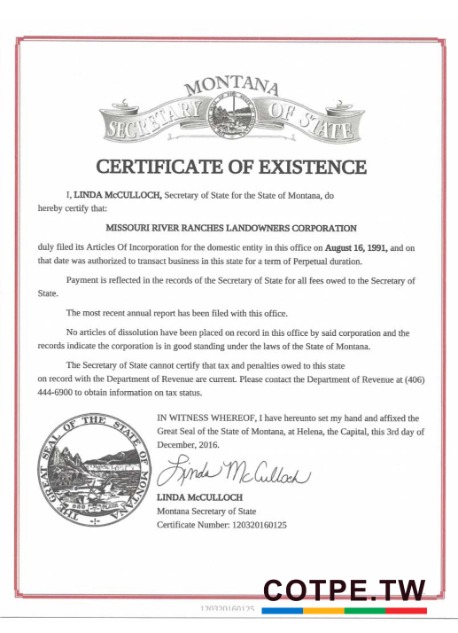 MONTANA
SECRETARY OF STATE
CERTIFICATE OF EXISTENCE
I, LINDA McCULLOCH, Secretary of State for the State of Montana, do
hereby certify that:
MISSOURI RIVER RANCHES LANDOWNERS CORPORATION
duly filed its Articles Of Incorporation for the domestic entity in this office on August 16, 1991, and on
that date was authorized to transact business in this state for a term of Perpetual duration.
Payment is reflected in the records of the Secretary of State for all fees owed to the Secretary of
State.
The most recent annual report has been filed with this office.
No articles of dissolution have been placed on record in this office by said corporation and the
records indicate the corporation is in good standing under the laws of the State of Montana.
The Secretary of State cannot certify that tax and penalties owed to this state
on record with the Department of Revenue are current. Please contact the Department of Revenue at (406)
444-6900 to obtain information on tax status.
THE GREAT SEAL OF THE STATE OF MONTANA
IN WITNESS WHEREOF, I have hereunto set my hand and affixed the
Great Seal of the State of Montana, at Helena, the Capital, this 3rd day of
December, 2016.
Linda McCulloch
LINDA McCULLOCH
Montana Secretary of State
Certificate Number: 120320160125
COTPE.TW
120320160125